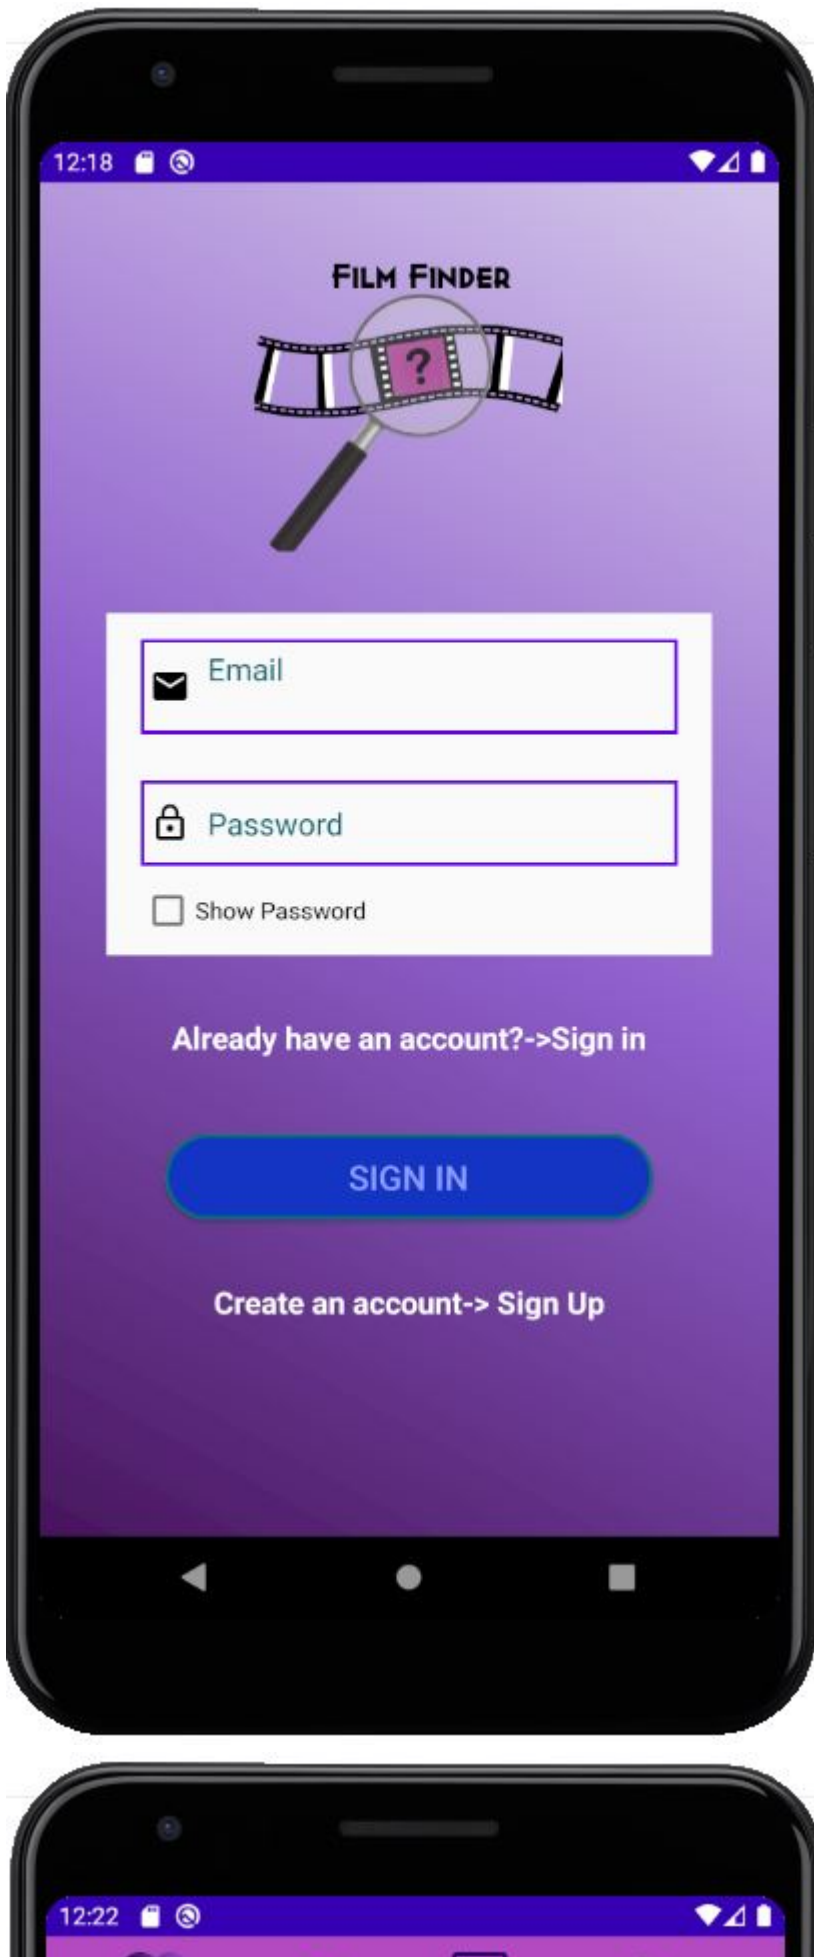 12:18
FILM FINDER
?
Email
Password
Show Password
Already have an account?->Sign in
SIGN IN
Create an account-> Sign Up
12:22